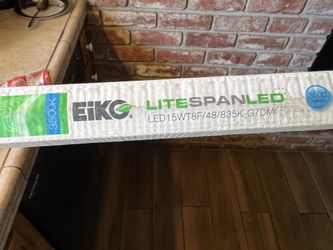 3500K
EiKO
LITESPANLED
LED15WT8F/48/835K-G7DM